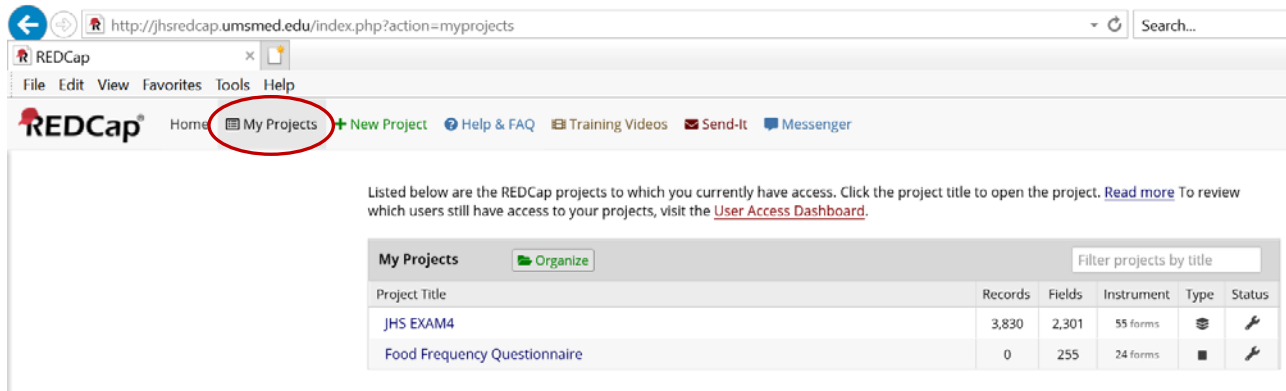 http://jhsredcap.umsmed.edu/index.php?action=myprojects Search...
REDCap
File Edit View Favorites Tools Help
REDCap Home My Projects New Project Help & FAQ Training Videos Send-It Messenger
Listed below are the REDCap projects to which you currently have access. Click the project title to open the project. Read more To review
which users still have access to your projects, visit the User Access Dashboard.
My Projects Organize Filter projects by title
Project Title Records Fields Instrument Type Status
JHS EXAM4 3,830 2,301 55 forms
Food Frequency Questionnaire 0 255 24 forms